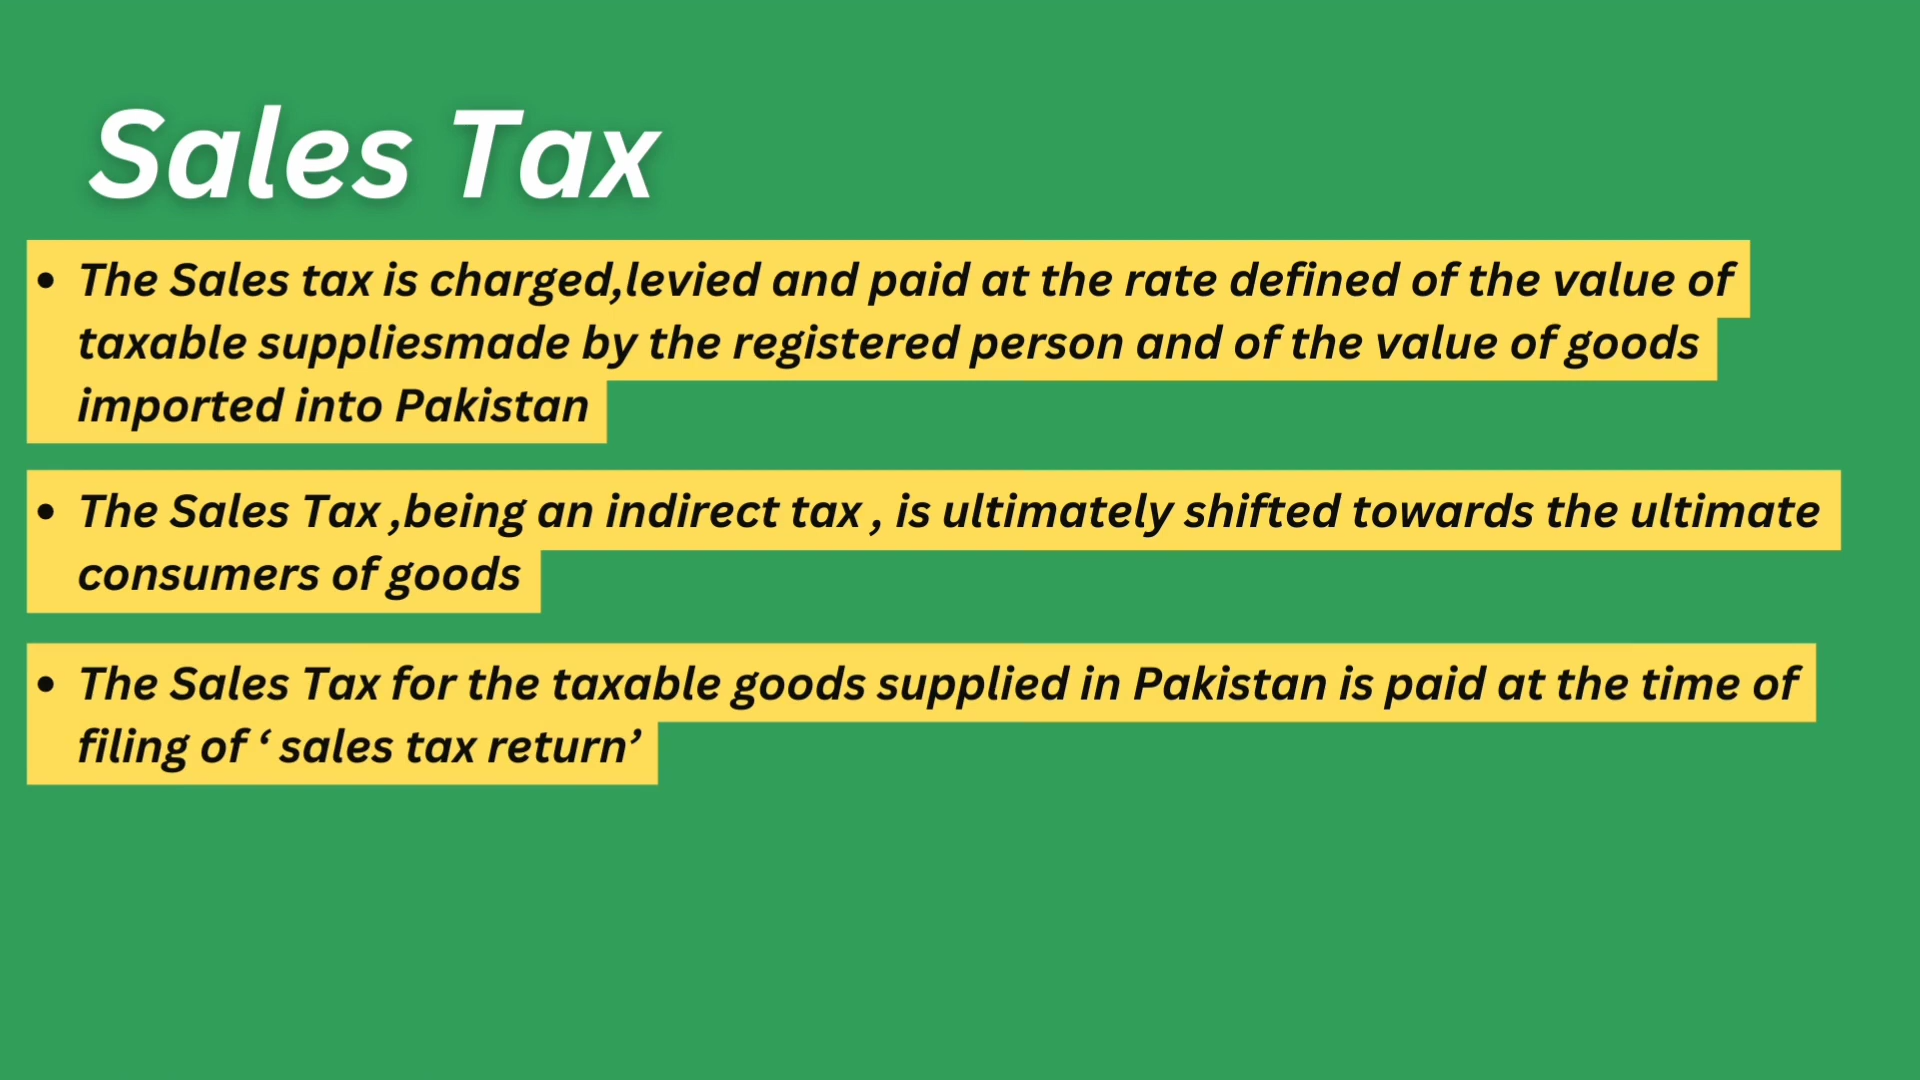 Sales Tax
• The Sales tax is charged,levied and paid at the rate defined of the value of
taxable suppliesmade by the registered person and of the value of goods
imported into Pakistan
• The Sales Tax ,being an indirect tax , is ultimately shifted towards the ultimate
consumers of goods
• The Sales Tax for the taxable goods supplied in Pakistan is paid at the time of
filing of ‘ sales tax return’